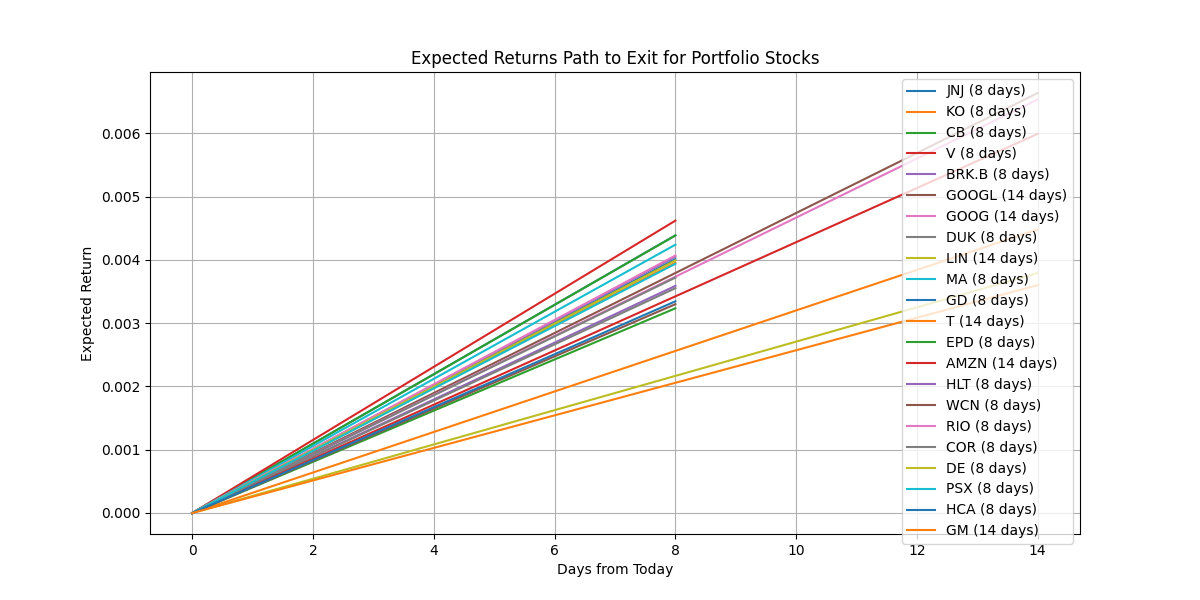 Expected Returns Path to Exit for Portfolio Stocks
Expected Return
0.006
0.005
0.004
0.003
0.002
0.001
0.000
JNJ (8 days)
KO (8 days)
CB (8 days)
V (8 days)
BRK.B (8 days)
GOOGL (14 days)
GOOG (14 days)
DUK (8 days)
LIN (14 days)
MA (8 days)
GD (8 days)
T (14 days)
EPD (8 days)
AMZN (14 days)
HLT (8 days)
WCN (8 days)
RIO (8 days)
COR (8 days)
DE (8 days)
PSX (8 days)
HCA (8 days)
GM (14 days)
0 2 4 6 8 10 12 14
Days from Today